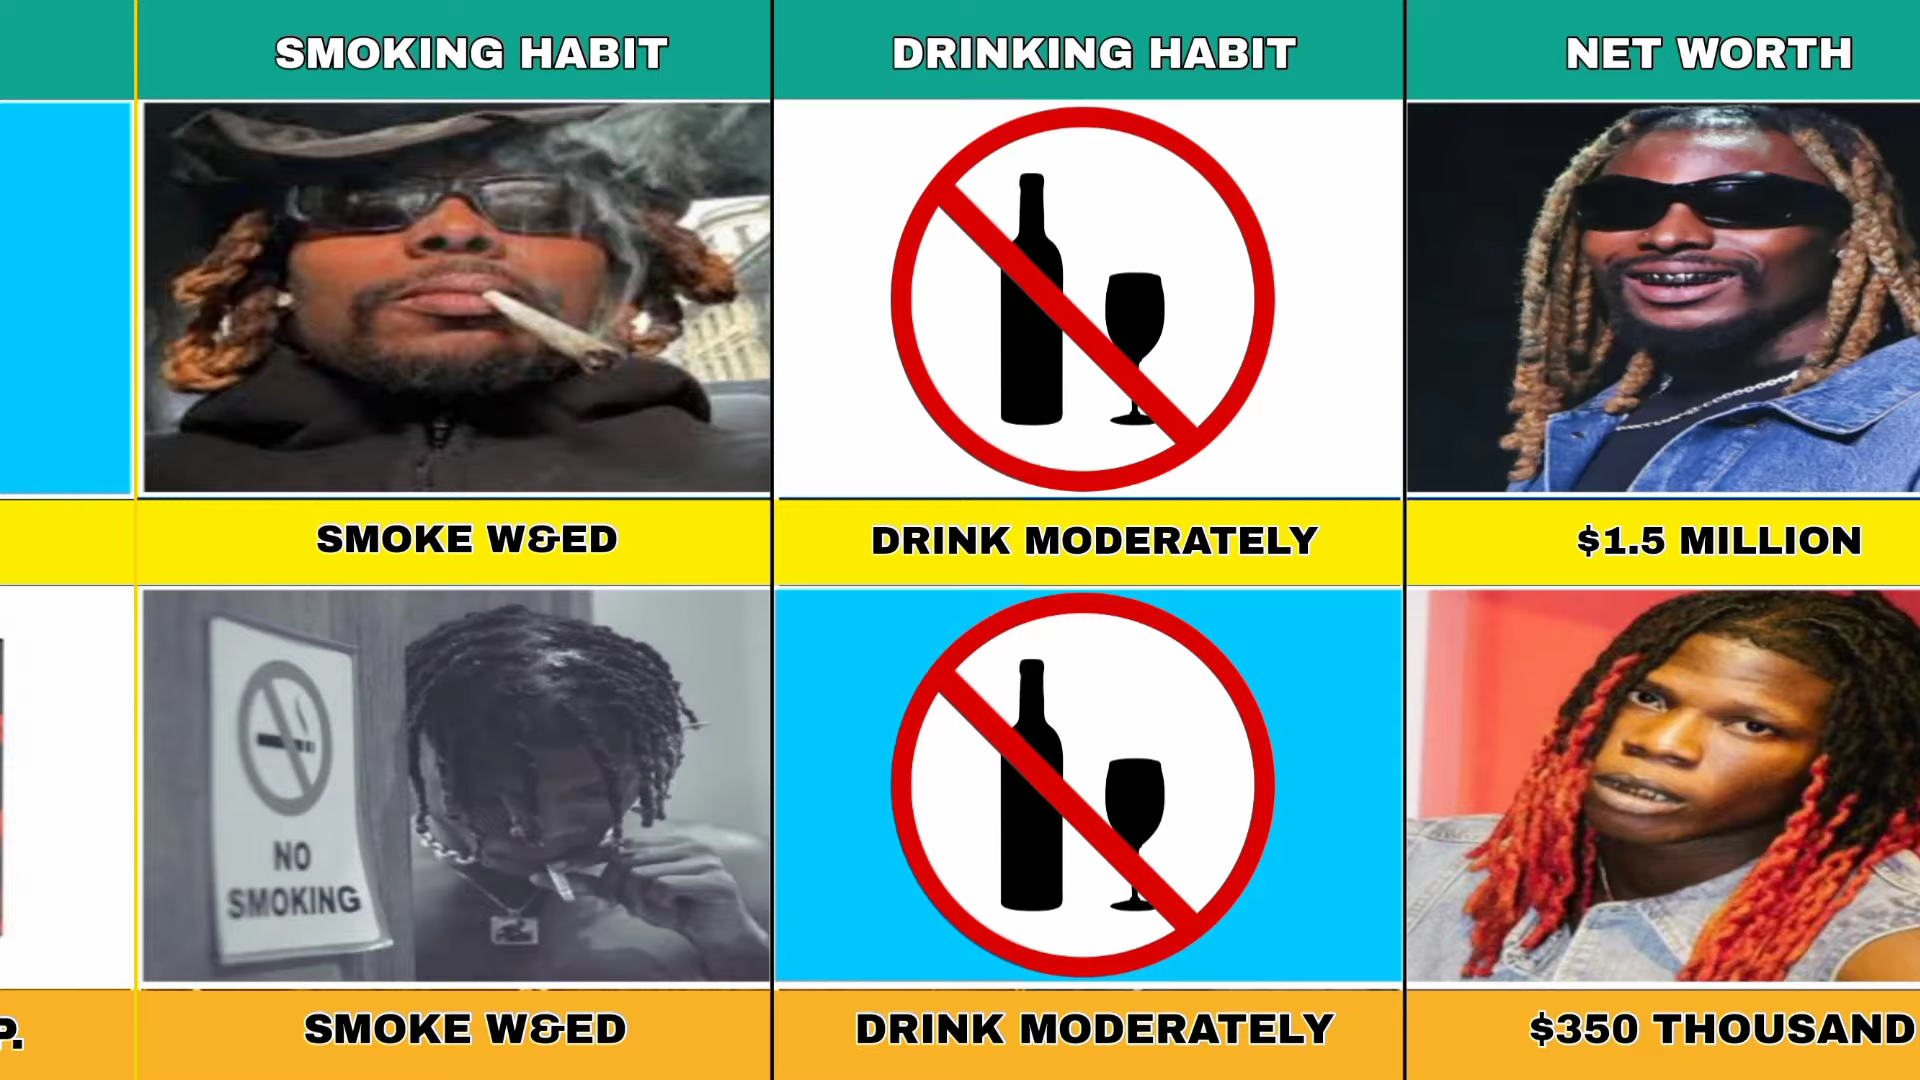 SMOKING HABIT
DRINKING HABIT
NET WORTH
SMOKE W&ED
DRINK MODERATELY
$1.5 MILLION
NO
SMOKING
P.
SMOKE W&ED
DRINK MODERATELY
$350 THOUSAND